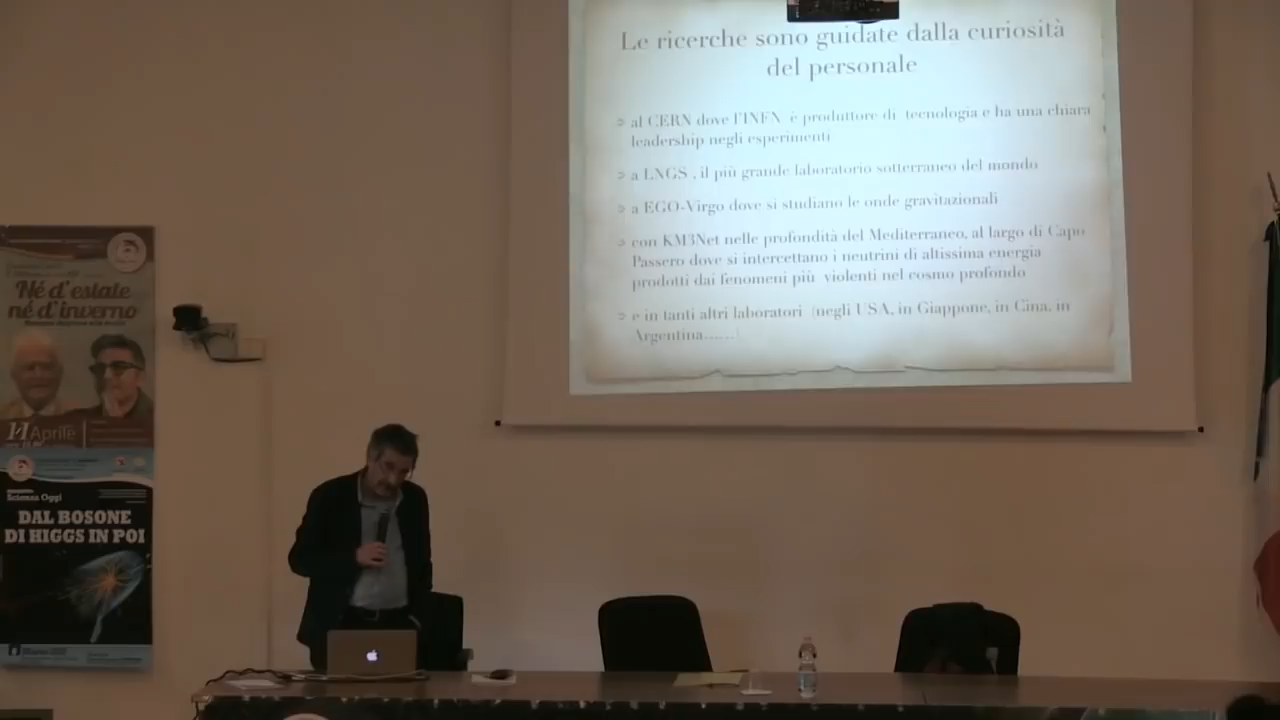 Le ricerche sono guidate dalla curiosità
del personale
al CERN dove l'INFN è produttore di tecnologia e ha una chiara
leadership negli esperimenti
a LNGS , il più grande laboratorio sotterraneo del mondo
a EGO-Virgo dove si studiano le onde gravitazionali
con KM3Net nelle profondità del Mediterraneo, al largo di Capo
Passero dove si intercettano i neutrini di altissima energia
prodotti dai fenomeni più violenti nel cosmo profondo
e in tanti altri laboratori (negli USA, in Giappone, in Cina, in
Argentina……)
Né d'estate
né d'inverno
11 Aprile
Scienza Oggi
DAL BOSONE
DI HIGGS IN POI